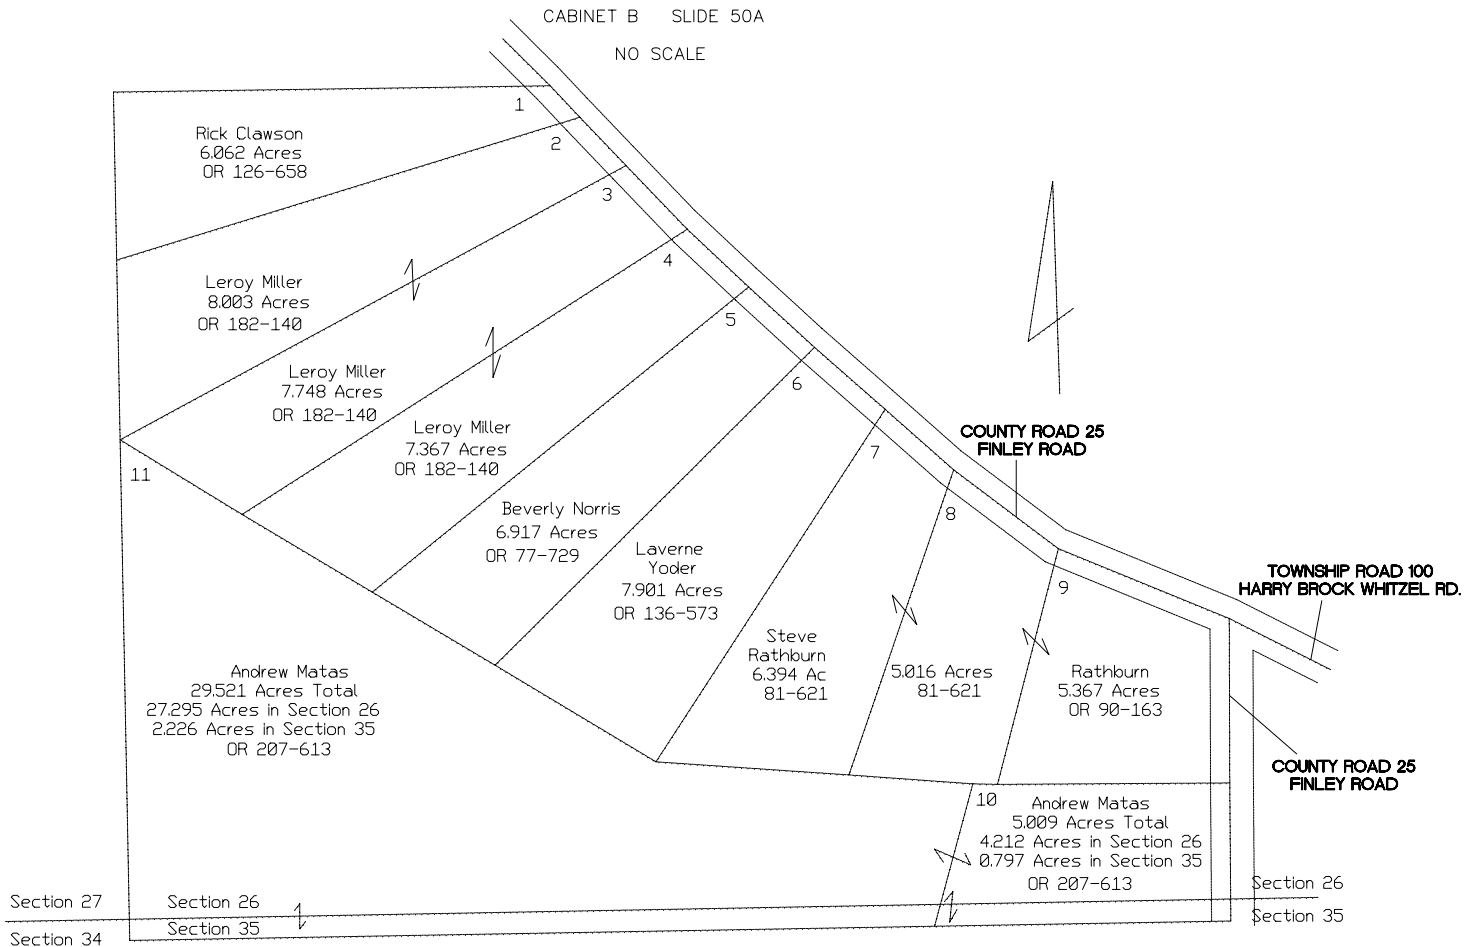 CABINET B SLIDE 50A
NO SCALE
1
Rick Clawson
6.062 Acres
OR 126-658
2
3
Leroy Miller
8.003 Acres
OR 182-140
4
5
Leroy Miller
7.748 Acres
OR 182-140
6
Leroy Miller
7.367 Acres
OR 182-140
7
COUNTY ROAD 25
FINLEY ROAD
11
Beverly Norris
6.917 Acres
OR 77-729
8
Laverne
Yoder
7.901 Acres
OR 136-573
9
TOWNSHIP ROAD 100
HARRY BROCK WHITZEL RD.
Steve
Rathburn
6.394 Ac
81-621
5.016 Acres
81-621
Rathburn
5.367 Acres
OR 90-163
Andrew Matas
29.521 Acres Total
27.295 Acres in Section 26
2.226 Acres in Section 35
OR 207-613
COUNTY ROAD 25
FINLEY ROAD
10
Andrew Matas
5.009 Acres Total
4.212 Acres in Section 26
0.797 Acres in Section 35
OR 207-613
Section 27
Section 26
Section 26
Section 34
Section 35
Section 35